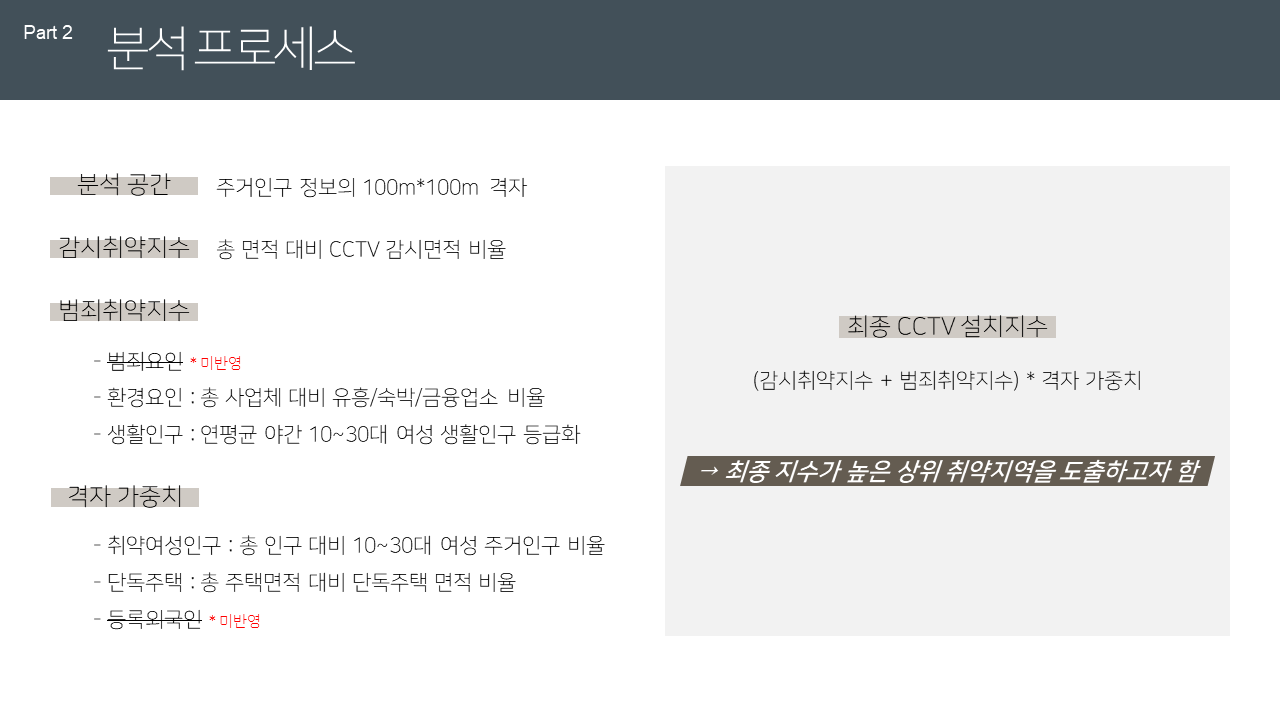 Part 2
분석 프로세스
분석 공간 주거인구 정보의 100m*100m 격자
감시취약지수 총 면적 대비 CCTV 감시면적 비율
범죄취약지수
- 범죄요인 * 미반영
- 환경요인 : 총 사업체 대비 유흥/숙박/금융업소 비율
- 생활인구 : 연평균 야간 10~30대 여성 생활인구 등급화
격자 가중치
- 취약여성인구 : 총 인구 대비 10~30대 여성 주거인구 비율
- 단독주택 : 총 주택면적 대비 단독주택 면적 비율
- 등록외국인 * 미반영
최종 CCTV 설치지수
(감시취약지수 + 범죄취약지수) * 격자 가중치
→ 최종 지수가 높은 상위 취약지역을 도출하고자 함